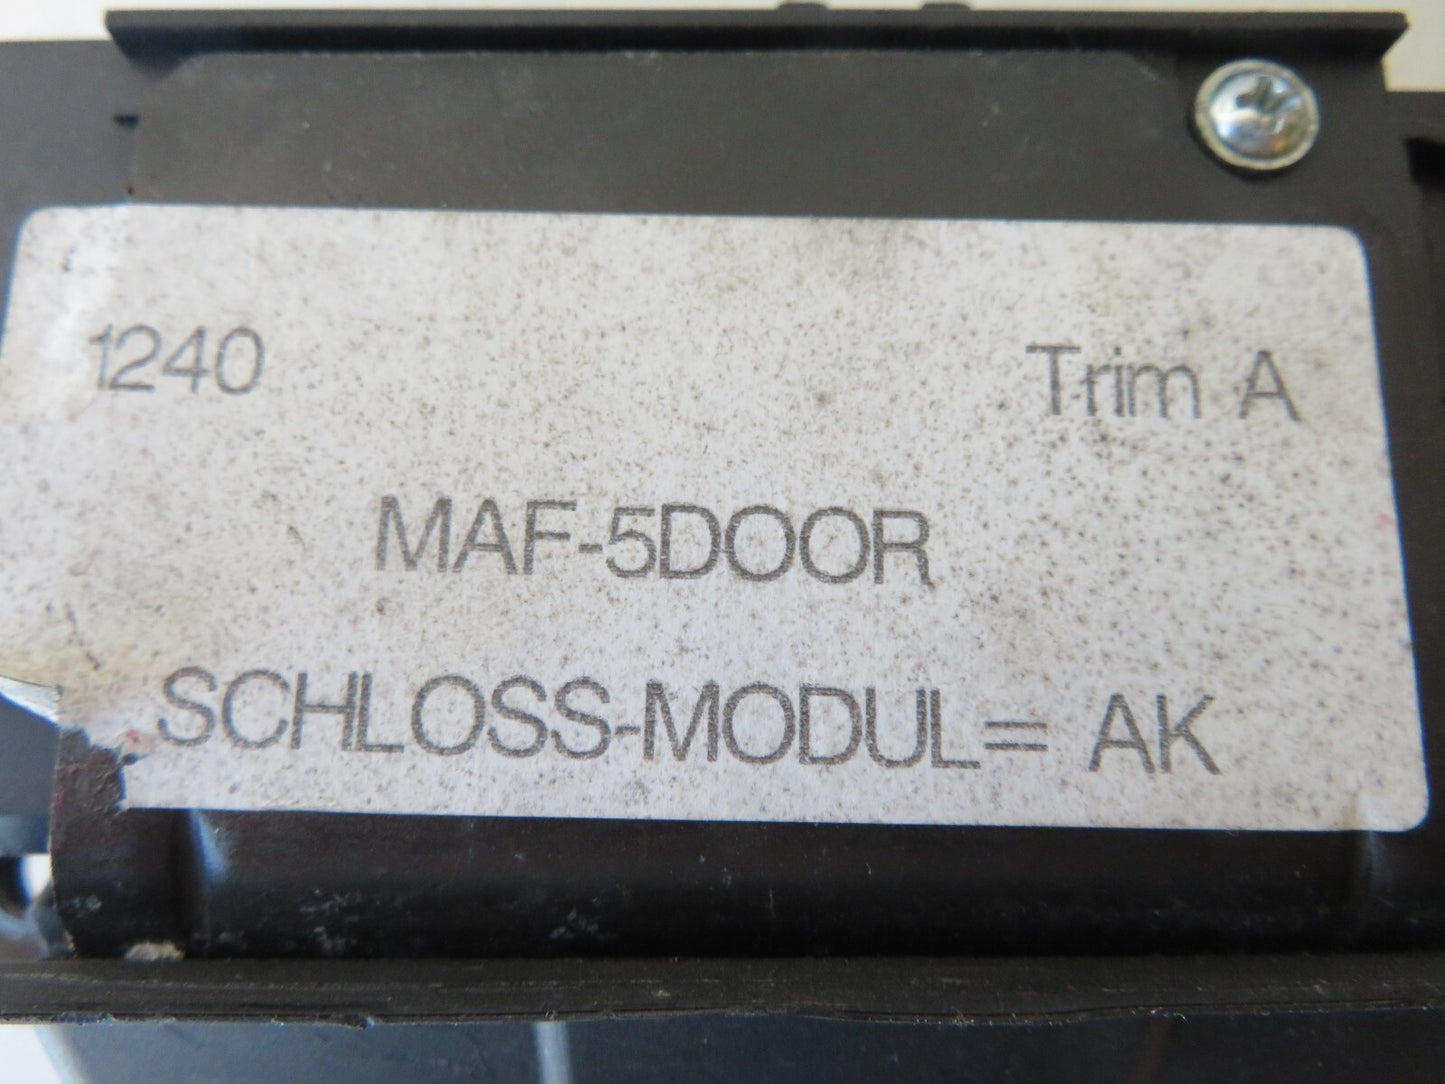 1240 Trim A
MAF-5DOOR
SCHLOSS-MODUL= AK